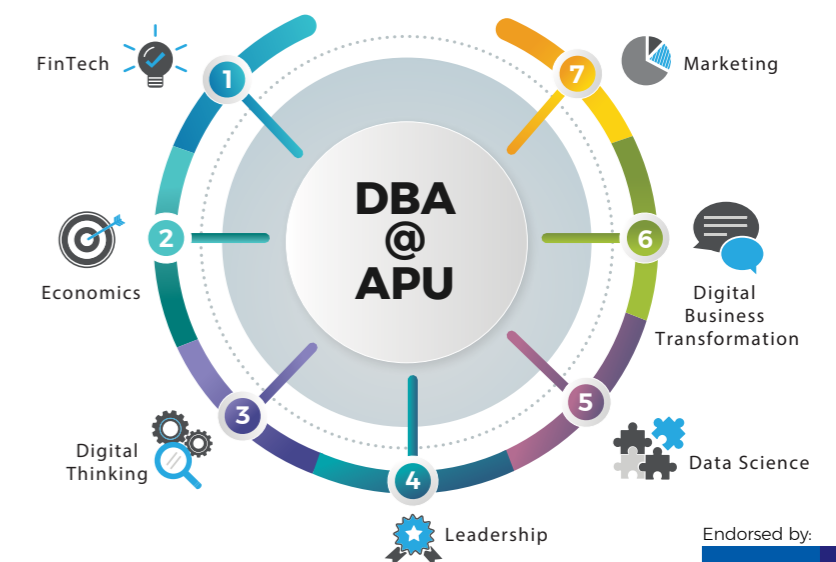 DBA
@
APU
1
FinTech
2
Economics
3
Digital
Thinking
4
Leadership
5
Data Science
6
Digital
Business
Transformation
7
Marketing
Endorsed by: